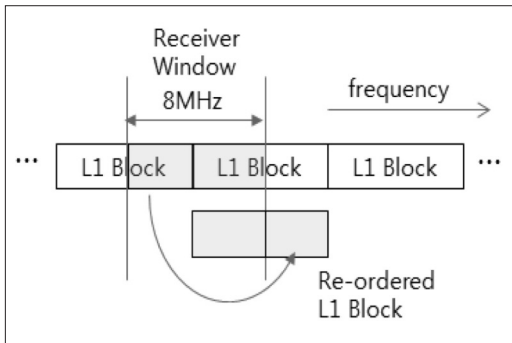 Receiver
Window
8MHz
frequency
... L1 Block L1 Block L1 Block ...
Re-ordered
L1 Block